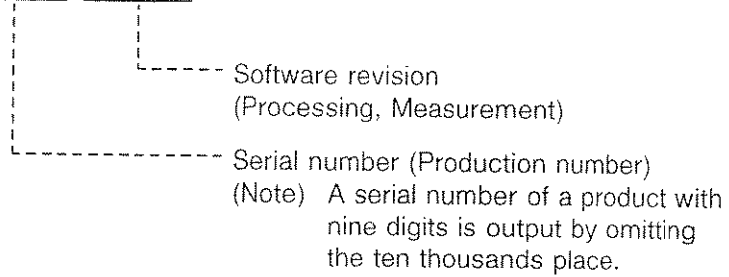 Software revision
(Processing, Measurement)
Serial number (Production number)
(Note) A serial number of a product with
nine digits is output by omitting
the ten thousands place.